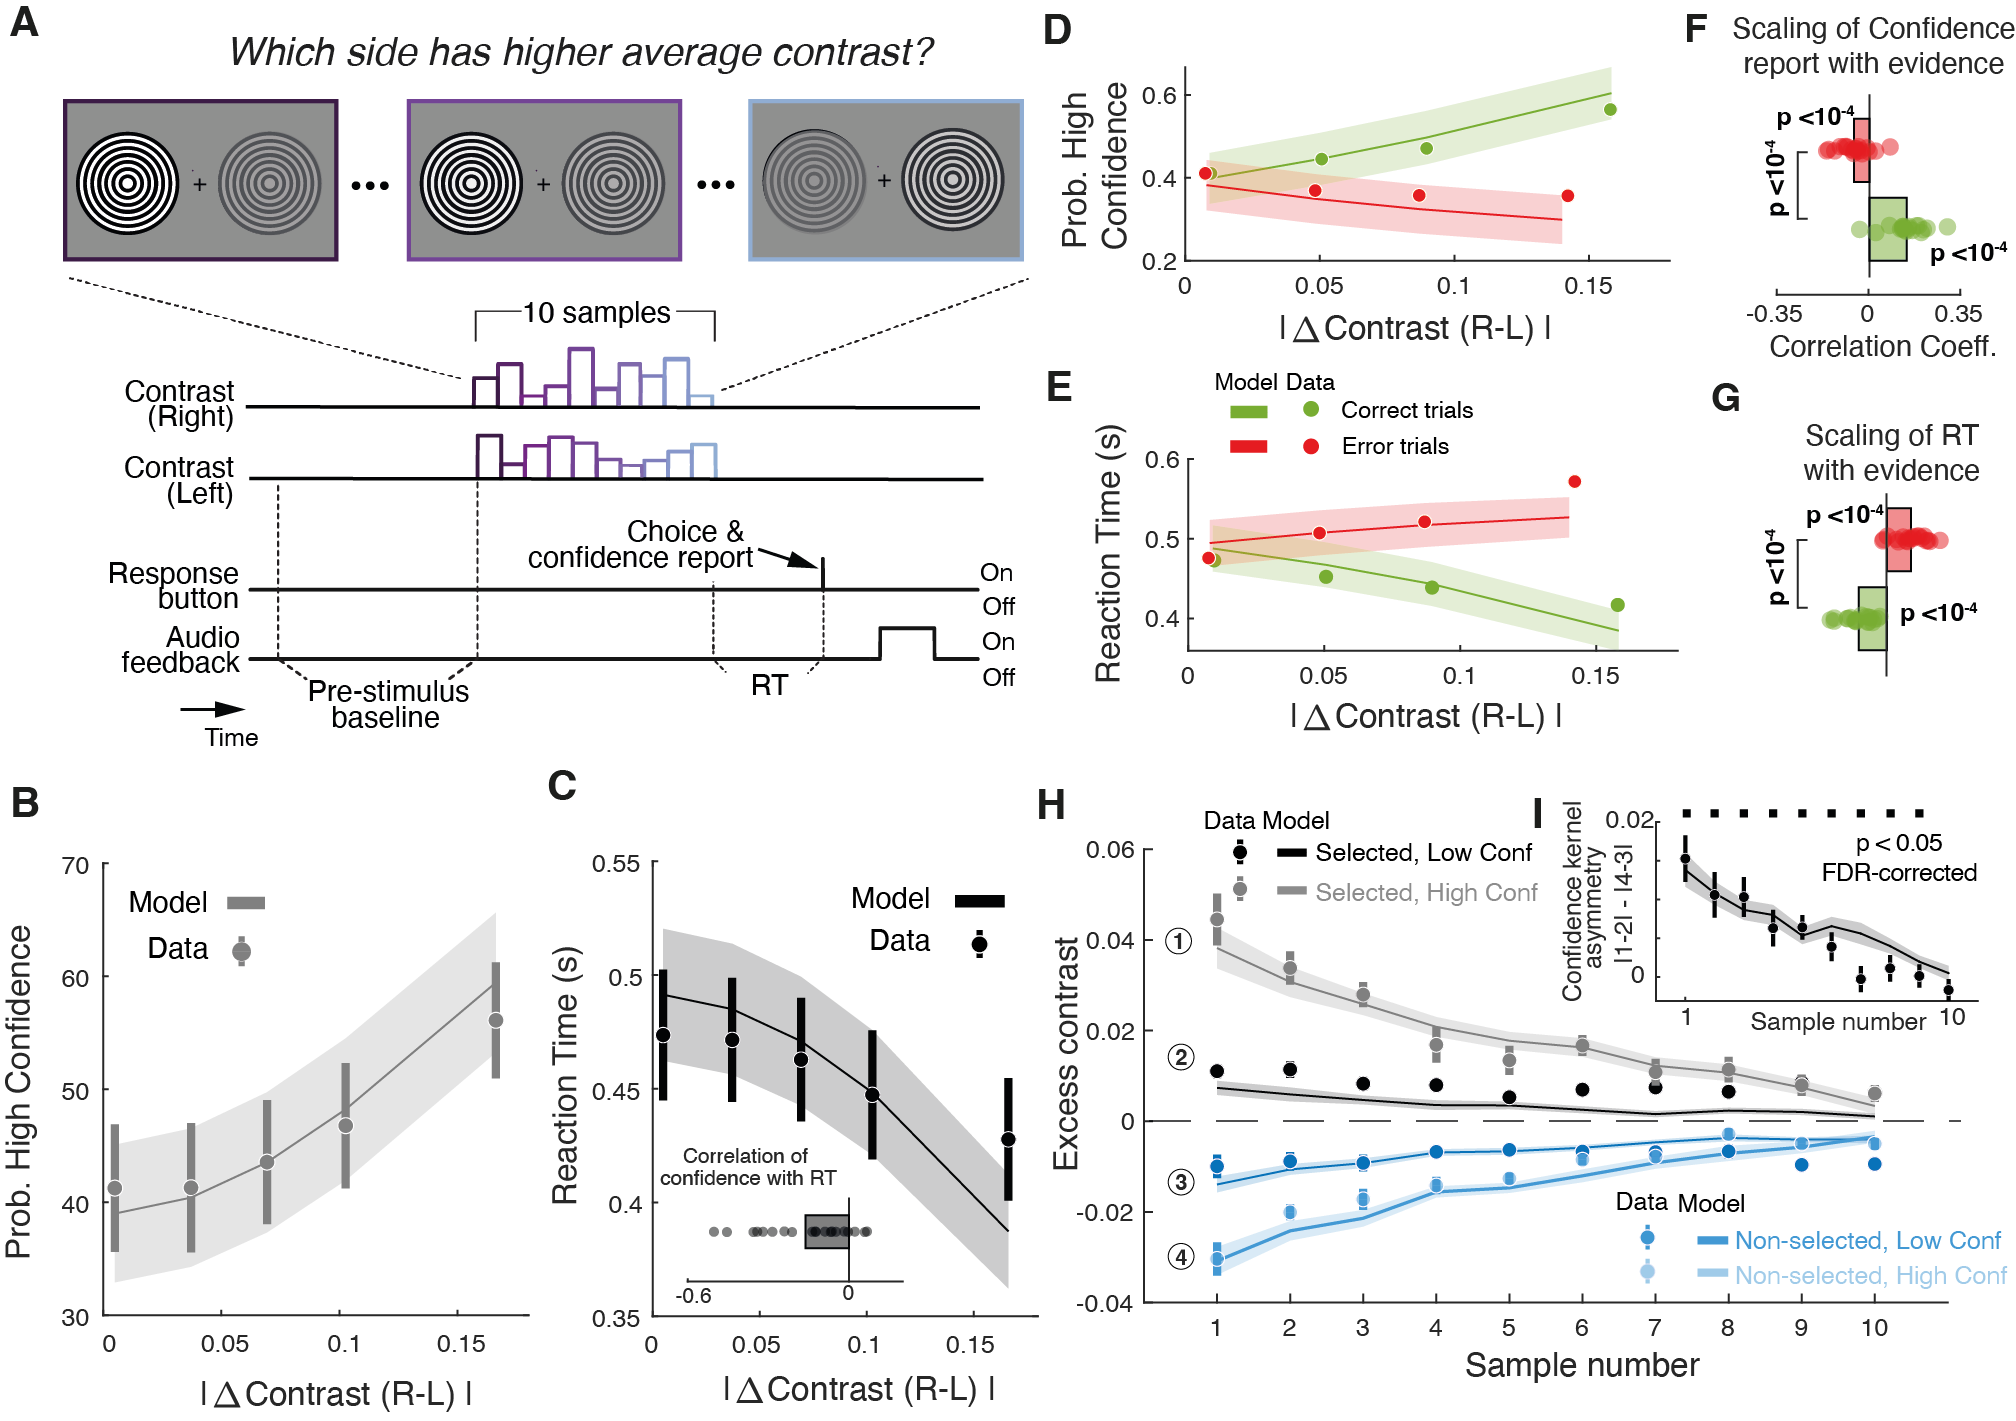 A
Which side has higher average contrast?
+
+
+
10 samples
Contrast
(Right)
Contrast
(Left)
Choice &
confidence report
Response
button
On
Off
Audio
feedback
On
Off
Pre-stimulus
baseline
RT
Time
B
Prob. High Confidence
70
60
50
40
30
Model
Data
0
0.05
0.1
0.15
| Δ Contrast (R-L) |
C
Reaction Time (s)
0.55
0.5
0.45
0.4
0.35
Model
Data
Correlation of
confidence with RT
-0.6
0
0
0.05
0.1
0.15
| Δ Contrast (R-L) |
D
Prob. High
Confidence
0.6
0.4
0.2
0
0.05
0.1
0.15
| Δ Contrast (R-L) |
E
Model Data
Correct trials
Error trials
Reaction Time (s)
0.6
0.5
0.4
0
0.05
0.1
0.15
| Δ Contrast (R-L) |
F
Scaling of Confidence
report with evidence
p <10-4
p <10-4
p <10-4
-0.35
0
0.35
Correlation Coeff.
G
Scaling of RT
with evidence
p <10-4
p <10-4
p <10-4
H
Data Model
Selected, Low Conf
Selected, High Conf
Excess contrast
0.06
0.04
0.02
0
-0.02
-0.04
1
2
3
4
Data Model
Non-selected, Low Conf
Non-selected, High Conf
1
2
3
4
5
6
7
8
9
10
Sample number
I
Confidence kernel
asymmetry
|1-2| - |4-3|
0.02
0
p < 0.05
FDR-corrected
1
10
Sample number